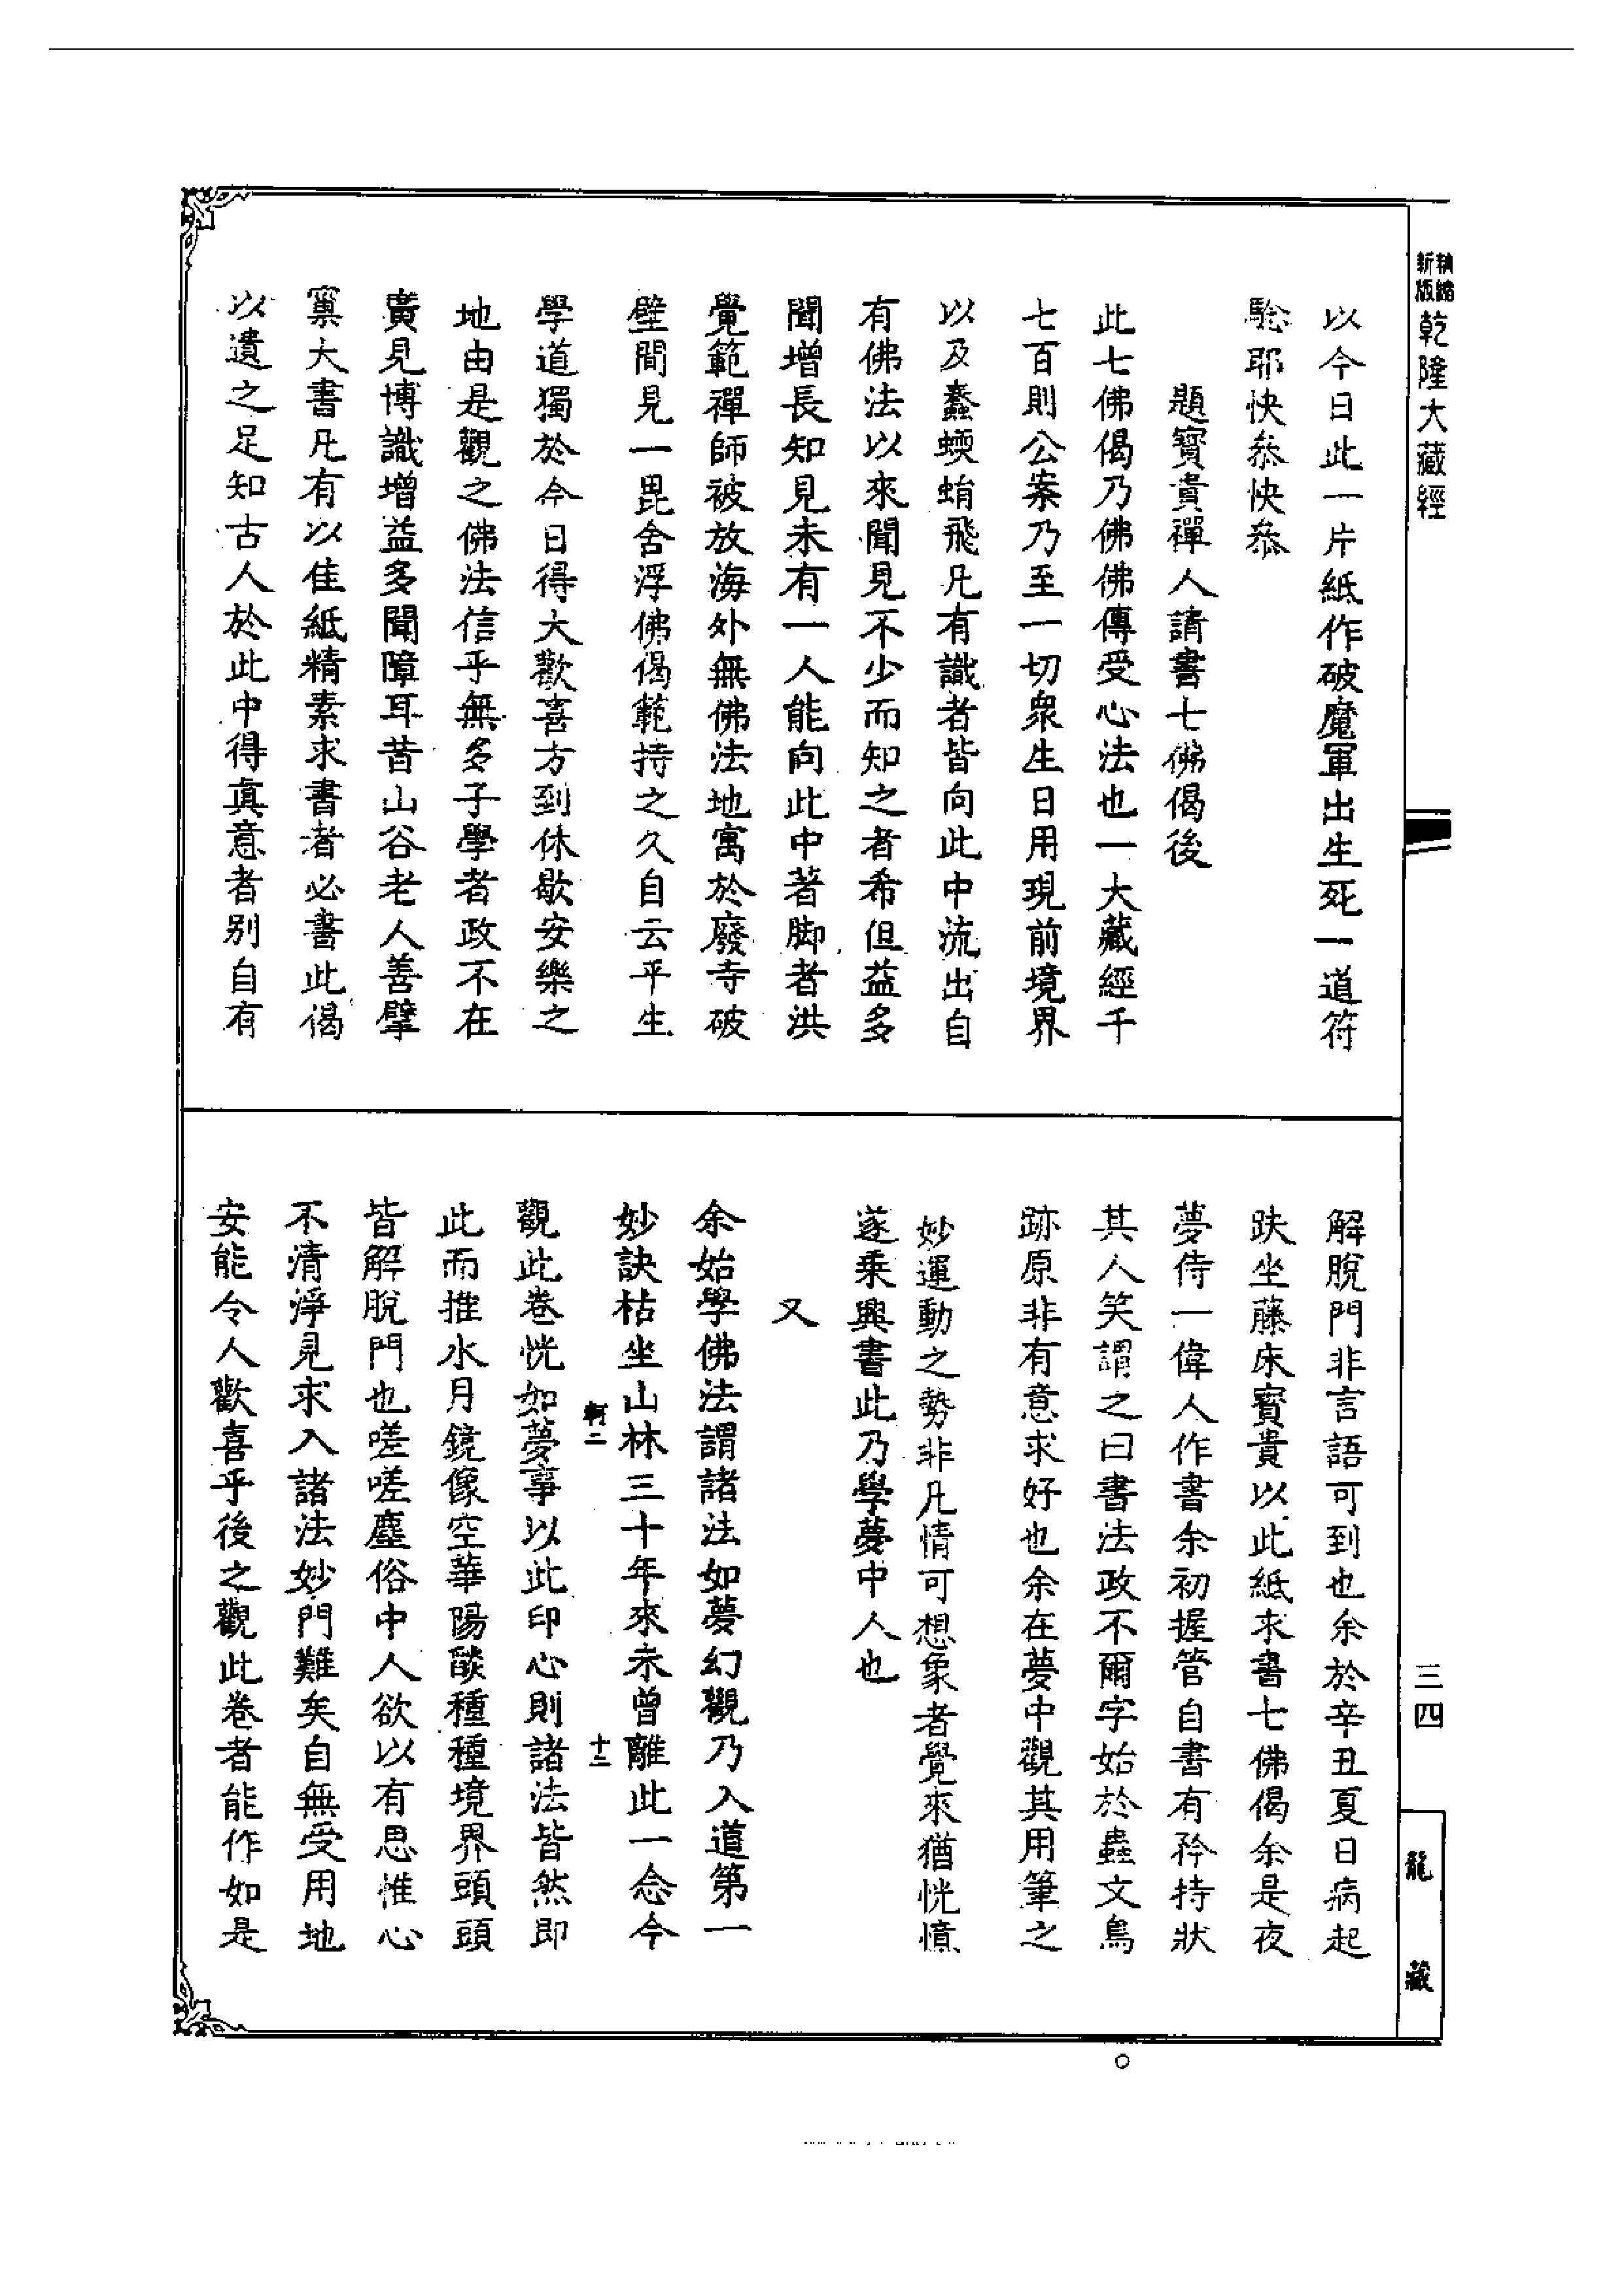 新版
精縮
乾隆大藏經
以今日此一片紙作破魔軍出生死一道符
驗耶快叅快叅
題寶貴禪人請書七佛偈後
此七佛偈乃佛佛傳受心法也一大藏經千
七百則公案乃至一切眾生日用現前境界
以及蠢蝡蛸飛凡有識者皆向此中流出自
有佛法以來聞見不少而知之者希但益多
聞增長知見未有一人能向此中著脚者洪
覺範禪師被放海外無佛法地寓於廢寺破
壁間見一毘舍浮佛偈範持之久自云平生
學道獨於今日得大歡喜方到休歇安樂之
地由是觀之佛法信乎無多子學者政不在
廣見博識增益多聞障耳昔山谷老人善擘
窠大書凡有以佳紙精素求書者必書此偈
以遺之足知古人於此中得真意者別自有
解脫門非言語可到也余於辛丑夏日病起
趺坐藤床寶貴以此紙求書七佛偈余是夜
夢侍一偉人作書余初握管自書有矜持狀
其人笑謂之曰書法政不爾字始於蟲文鳥
跡原非有意求好也余在夢中觀其用筆之
妙運動之勢非凡情可想象者覺來猶恍憶
遂乘興書此乃學夢中人也
又
余始學佛法謂諸法如夢幻觀乃入道第一
妙訣枯坐山林三十年來未曾離此一念今
軻二
十二
觀此卷恍如夢事以此印心則諸法皆然即
此而推水月鏡像空華陽燄種種境界頭頭
皆解脫門也嗟嗟塵俗中人欲以有思惟心
不清淨見求入諸法妙門難矣自無受用地
安能令人歡喜乎後之觀此卷者能作如是
三四
龍藏